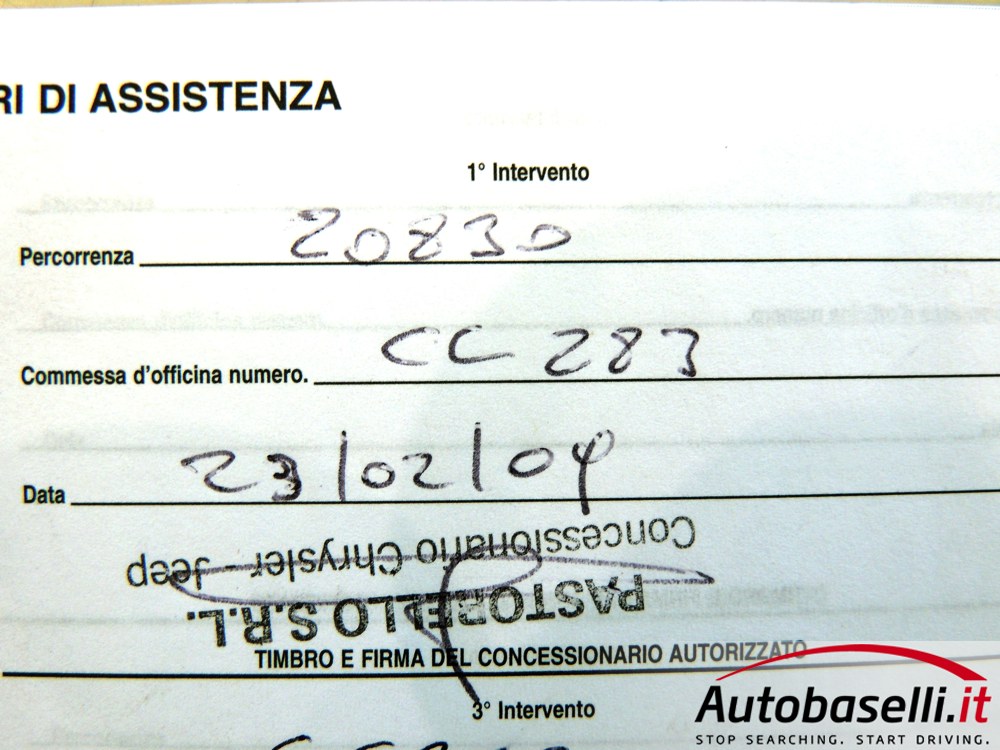 RI DI ASSISTENZA
1° Intervento
Percorrenza 20830
Commessa d'officina numero. CC 283
Data 23/02/04
Concessionario Chrysler - Jeep
PASTORELLO S.R.L.
TIMBRO E FIRMA DEL CONCESSIONARIO AUTORIZZATO
3° Intervento
Autobaselli.it
STOP SEARCHING. START DRIVING.